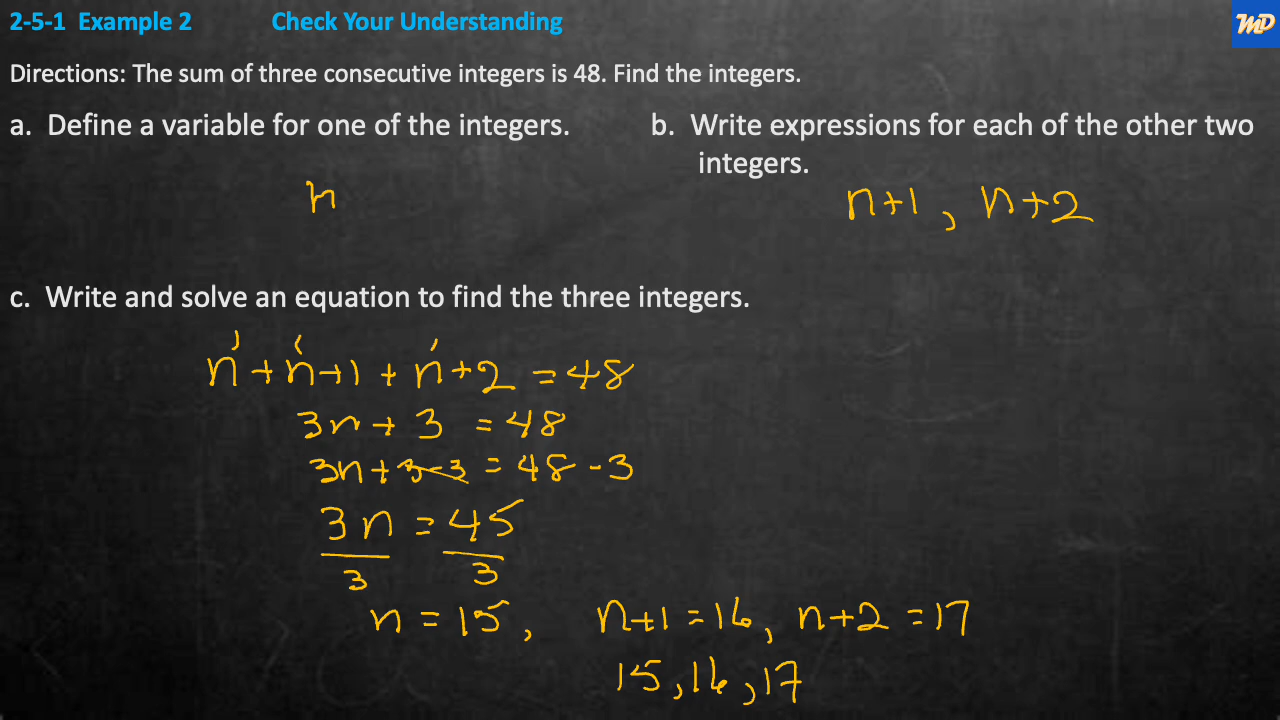 2-5-1 Example 2 Check Your Understanding
MD
Directions: The sum of three consecutive integers is 48. Find the integers.
a. Define a variable for one of the integers.
n
b. Write expressions for each of the other two
integers.
n+1, n+2
c. Write and solve an equation to find the three integers.
n + n+1 + n+2 = 48
3n + 3 = 48
3n + 3 - 3 = 48 - 3
3n = 45
3 3
n = 15, n+1 = 16, n+2 = 17
15, 16, 17